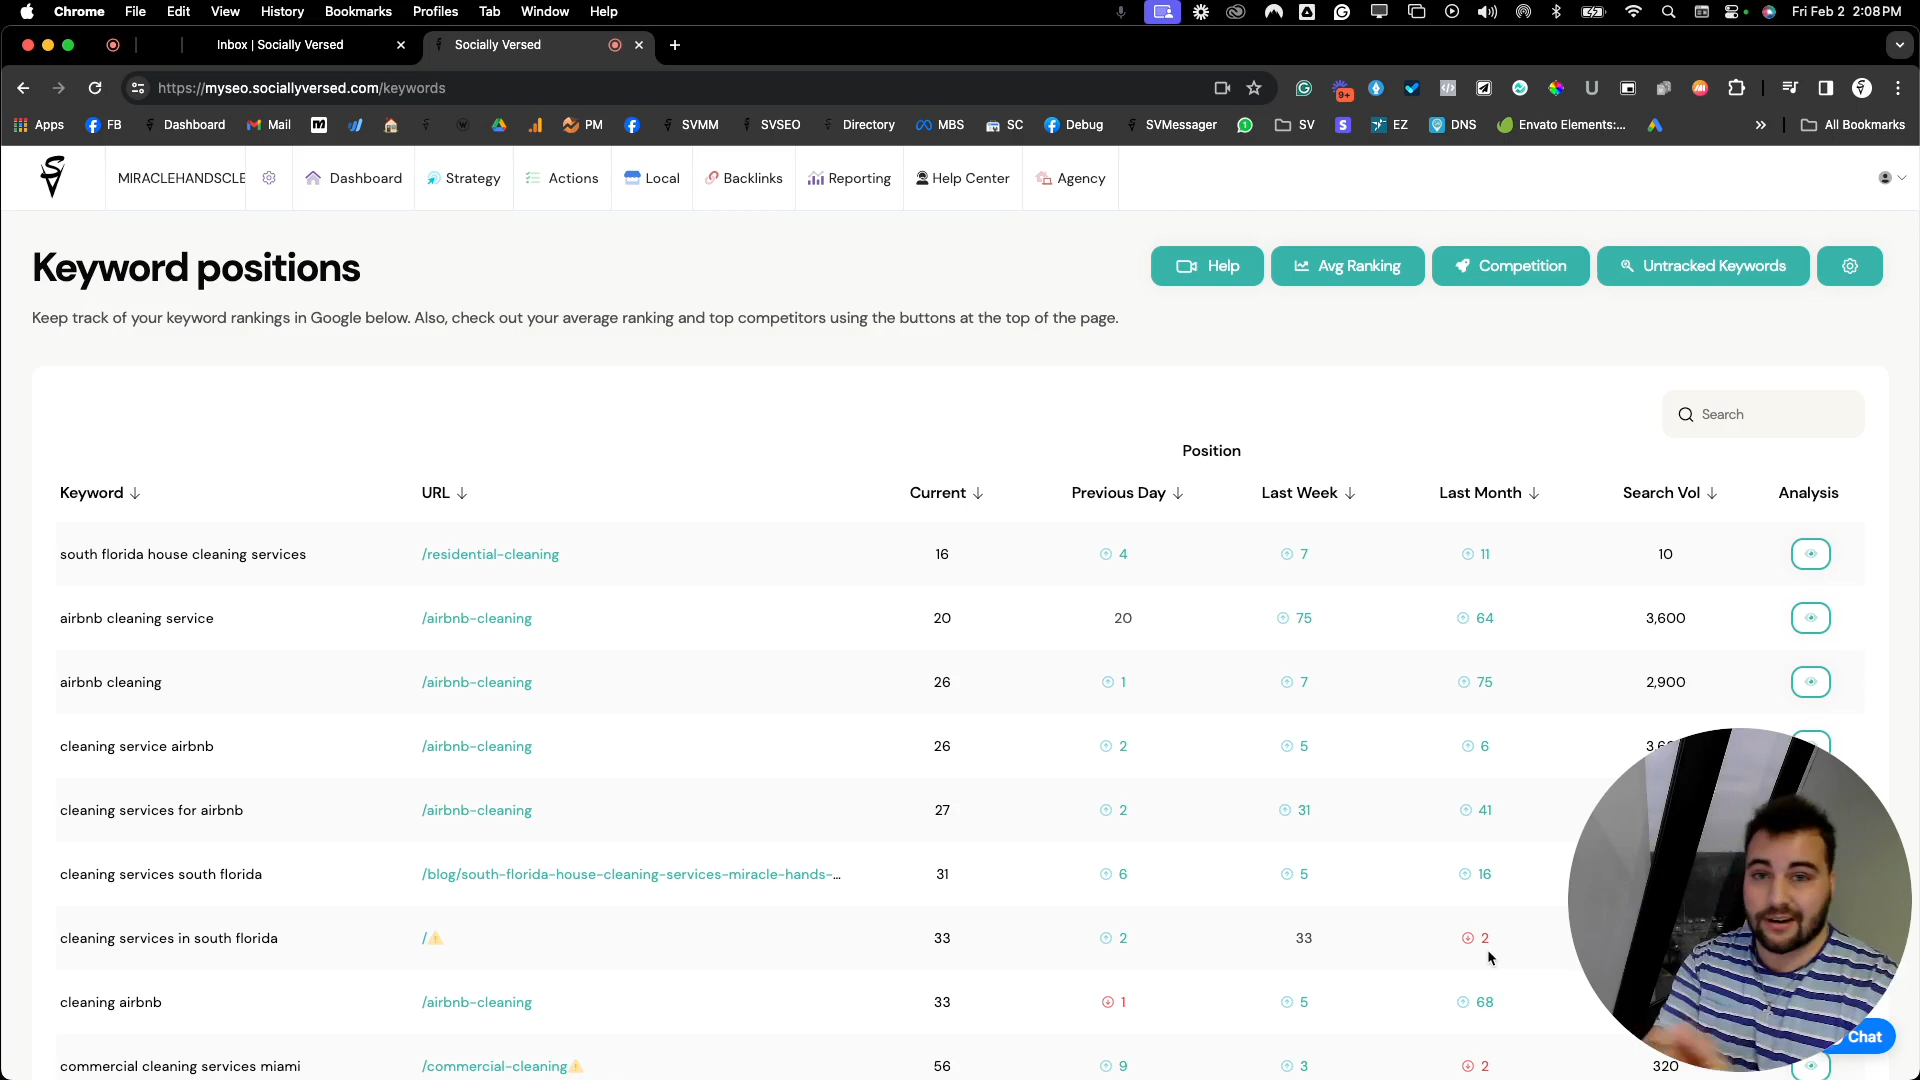 Chrome File Edit View History Bookmarks Profiles Tab Window Help Fri Feb 2 2:08 PM
Inbox | Socially Versed Socially Versed
https://myseo.sociallyversed.com/keywords 9+
Apps FB Dashboard Mail PM SVMM SVSEO Directory MBS SC Debug SVMessager 1 SV EZ DNS Envato Elements:... All Bookmarks
MIRACLEHANDSCLE Dashboard Strategy Actions Local Backlinks Reporting Help Center Agency
Keyword positions
Help Avg Ranking Competition Untracked Keywords
Keep track of your keyword rankings in Google below. Also, check out your average ranking and top competitors using the buttons at the top of the page.
Search
Position
Keyword URL Current Previous Day Last Week Last Month Search Vol Analysis
south florida house cleaning services /residential-cleaning 16 4 7 11 10
airbnb cleaning service /airbnb-cleaning 20 20 75 64 3,600
airbnb cleaning /airbnb-cleaning 26 1 7 75 2,900
cleaning service airbnb /airbnb-cleaning 26 2 5 6
cleaning services for airbnb /airbnb-cleaning 27 2 31 41
cleaning services south florida /blog/south-florida-house-cleaning-services-miracle-hands-... 31 6 5 16
cleaning services in south florida / 33 2 33 2
cleaning airbnb /airbnb-cleaning 33 1 5 68
Chat
commercial cleaning services miami /commercial-cleaning 56 9 3 2 320